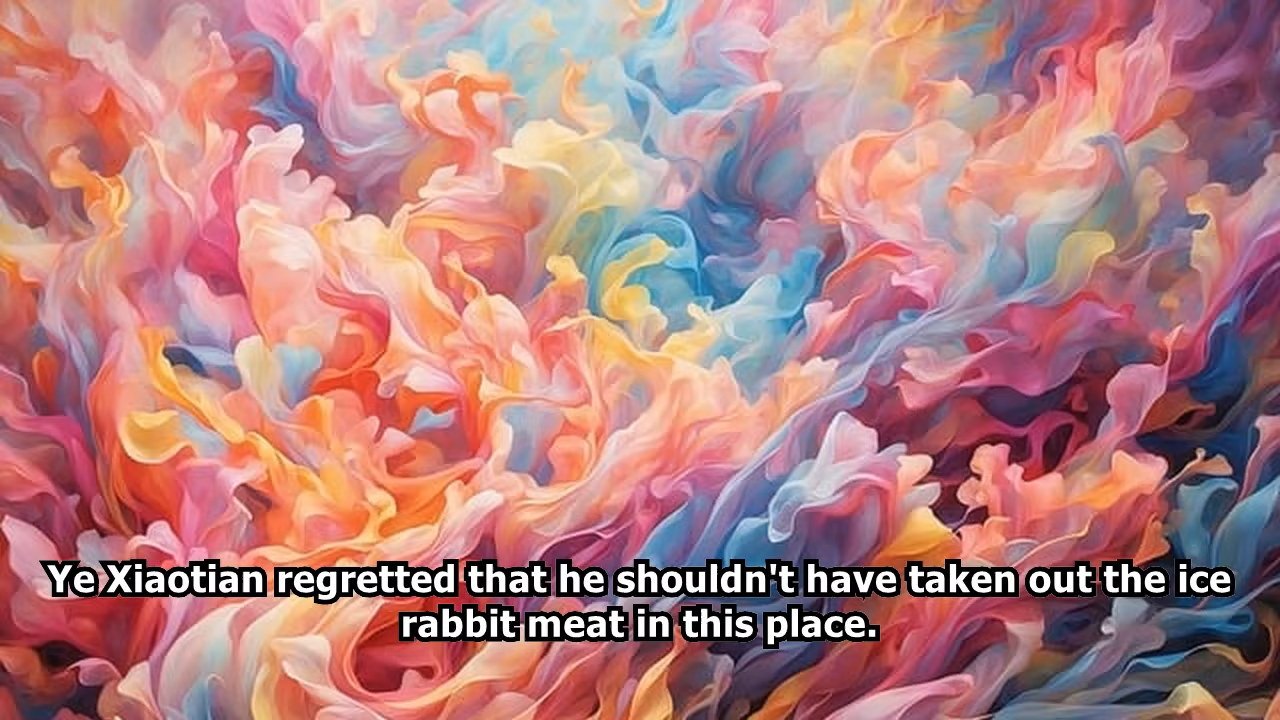 Ye Xiaotian regretted that he shouldn't have taken out the ice
rabbit meat in this place.